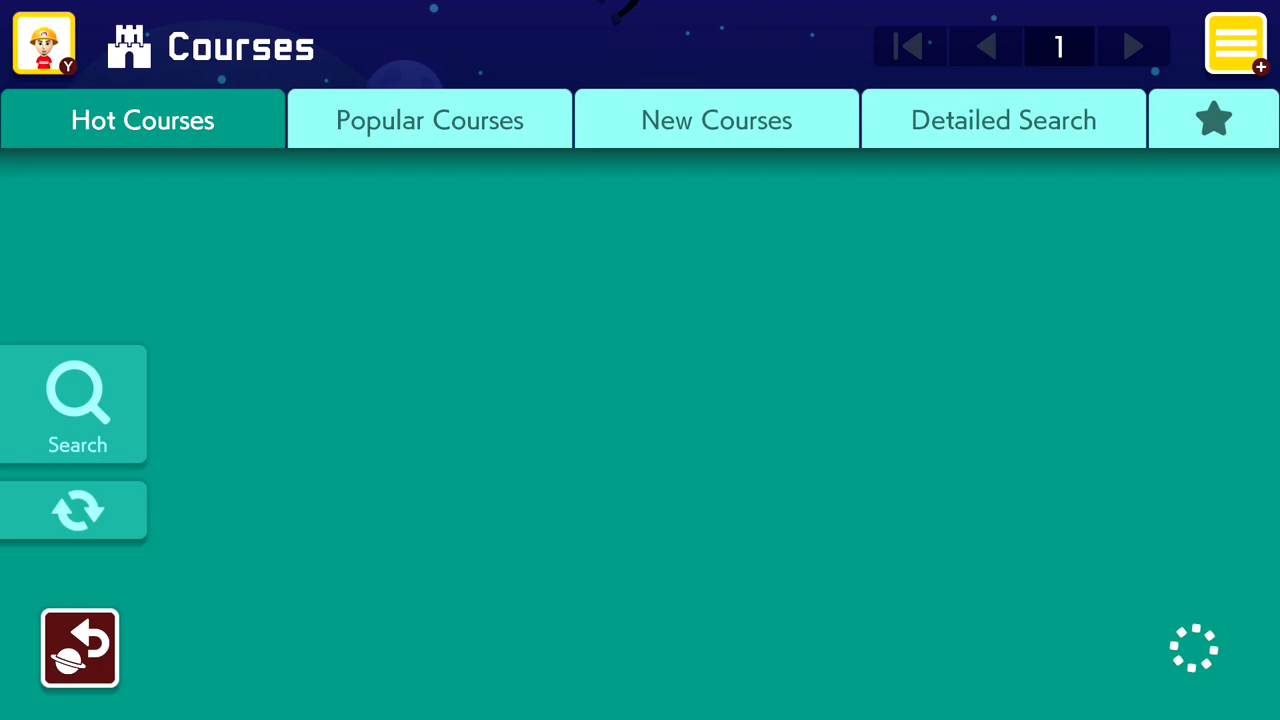 Y
Courses
1
+
Hot Courses
Popular Courses
New Courses
Detailed Search
Search